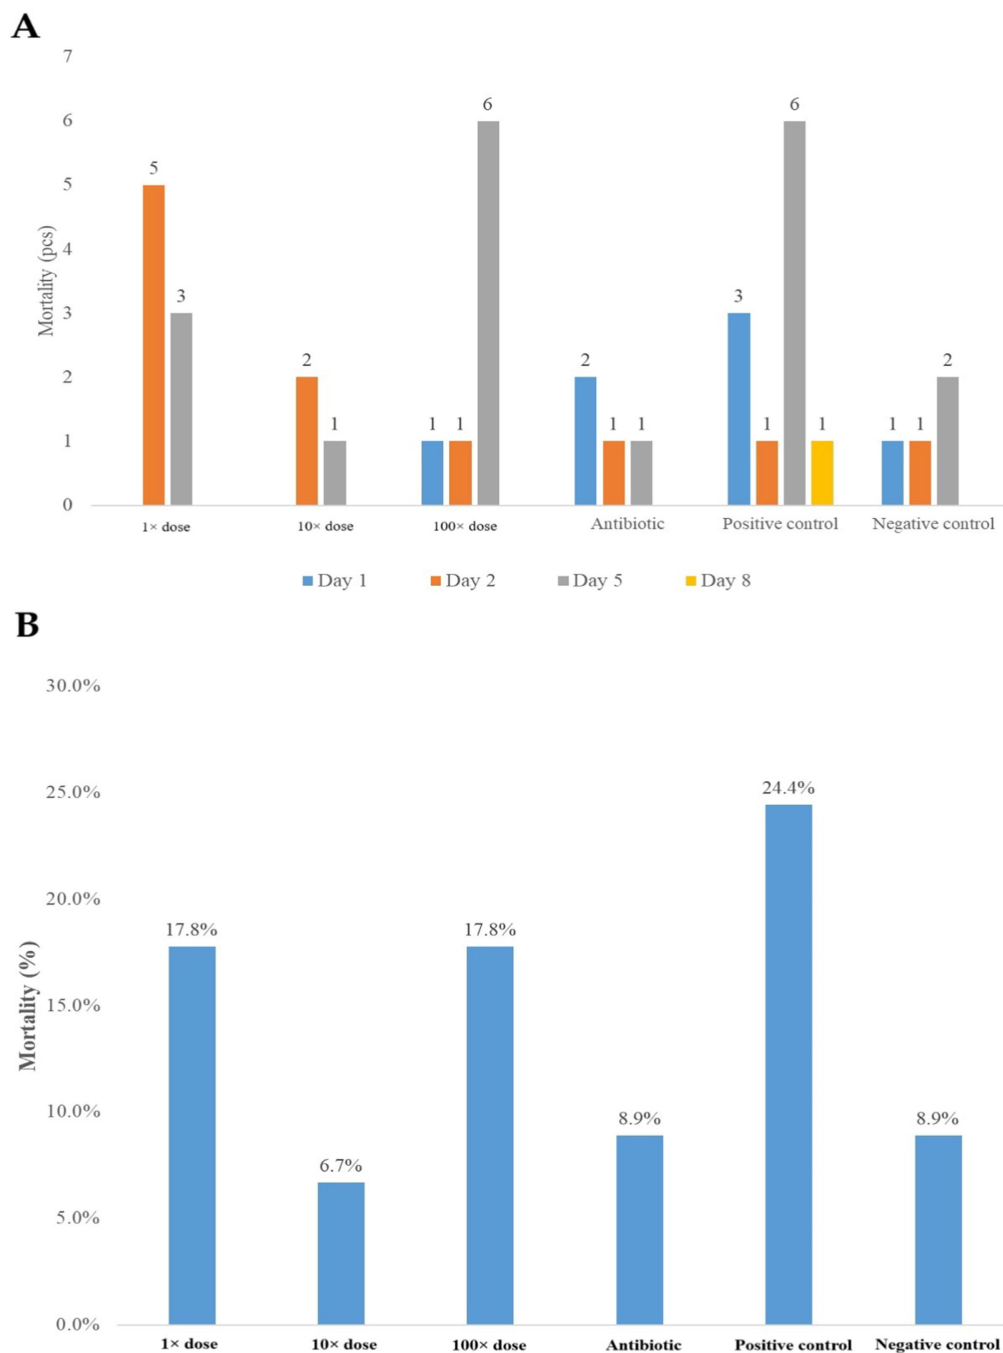 A
7
6
5
4
3
2
1
0
Mortality (pcs)
5
3
2
1
1
1
6
2
1
1
3
1
6
1
1
1
2
1× dose
10× dose
100× dose
Antibiotic
Positive control
Negative control
Day 1
Day 2
Day 5
Day 8
B
30.0%
25.0%
20.0%
15.0%
10.0%
5.0%
0.0%
Mortality (%)
17.8%
6.7%
17.8%
8.9%
24.4%
8.9%
1× dose
10× dose
100× dose
Antibiotic
Positive control
Negative control